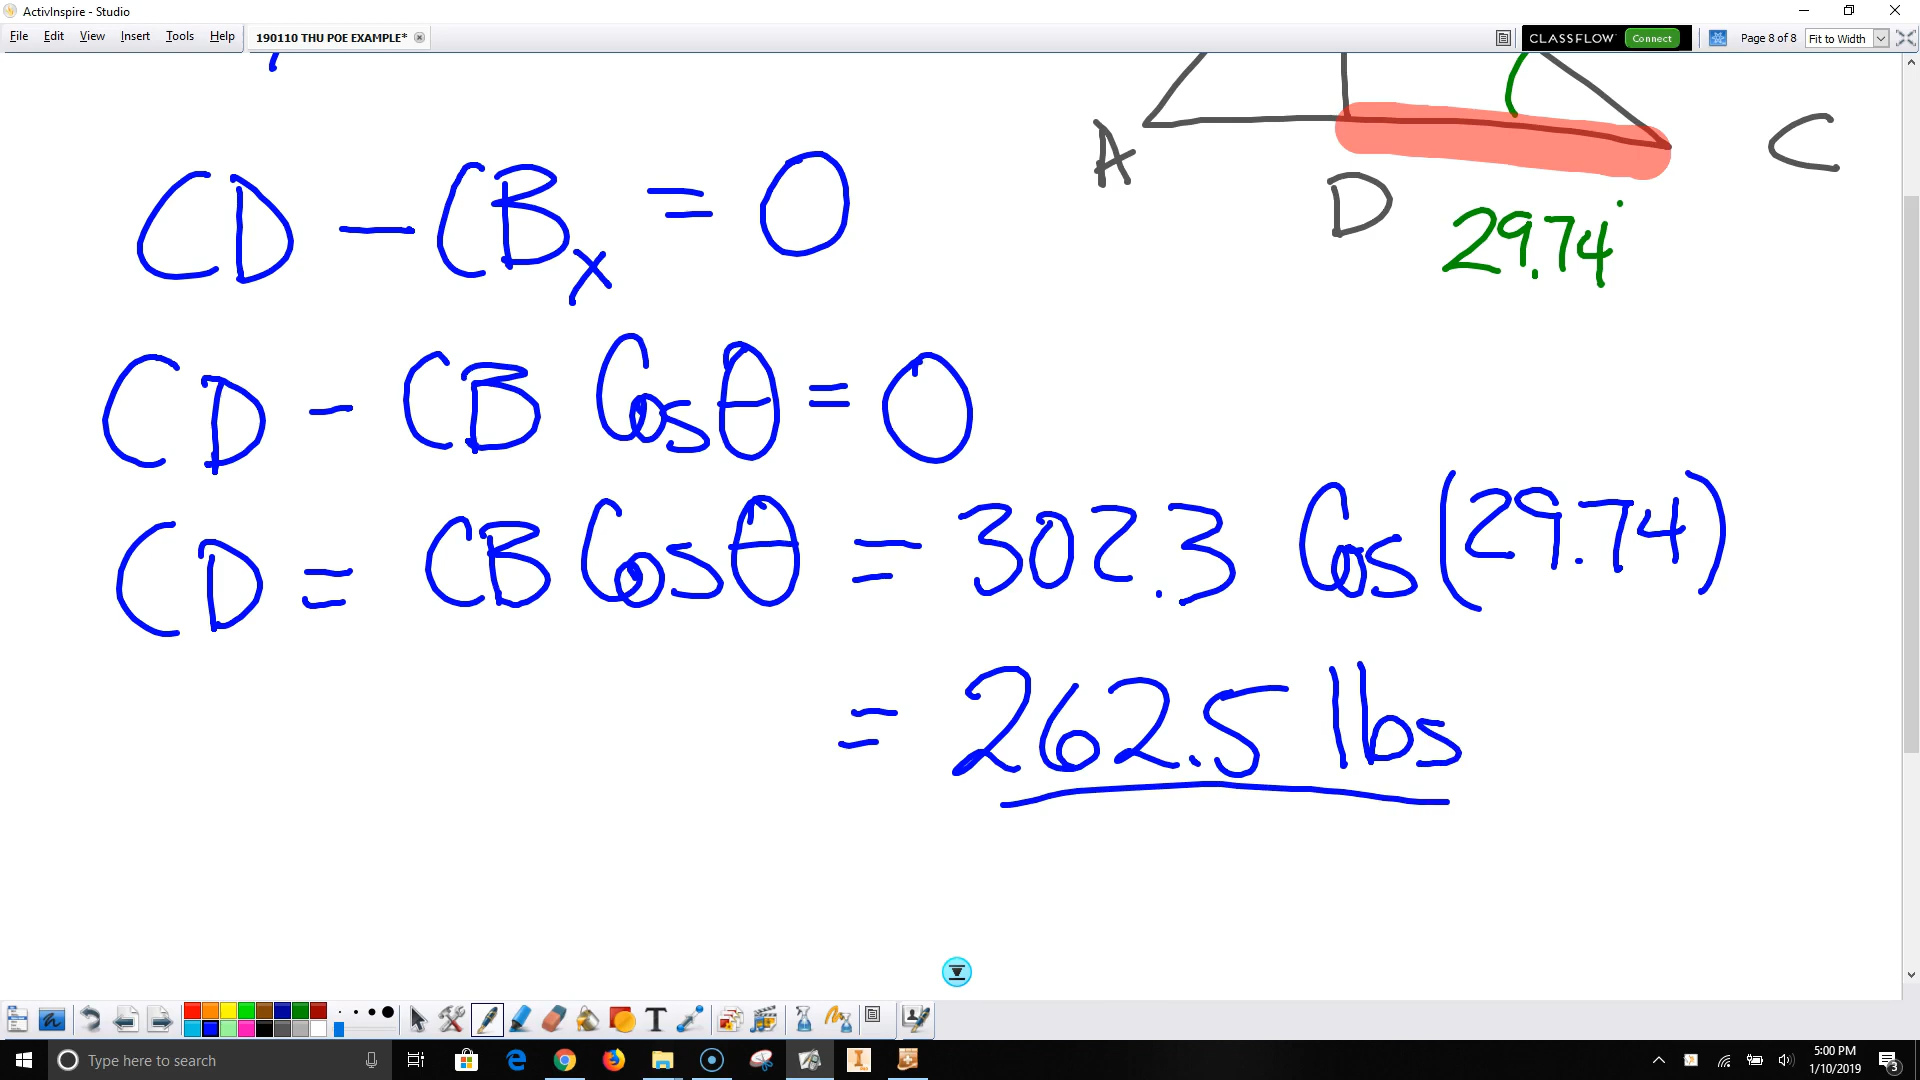 ActivInspire - Studio
File Edit View Insert Tools Help
190110 THU POE EXAMPLE*
CLASSFLOW Connect
Page 8 of 8
Fit to Width
A
D
C
29.74°
CD - CBx = 0
CD - CB Cosθ = 0
CD = CB Cosθ = 302.3 Cos(29.74)
= 262.5 lbs
T
Type here to search
5:00 PM
1/10/2019
3